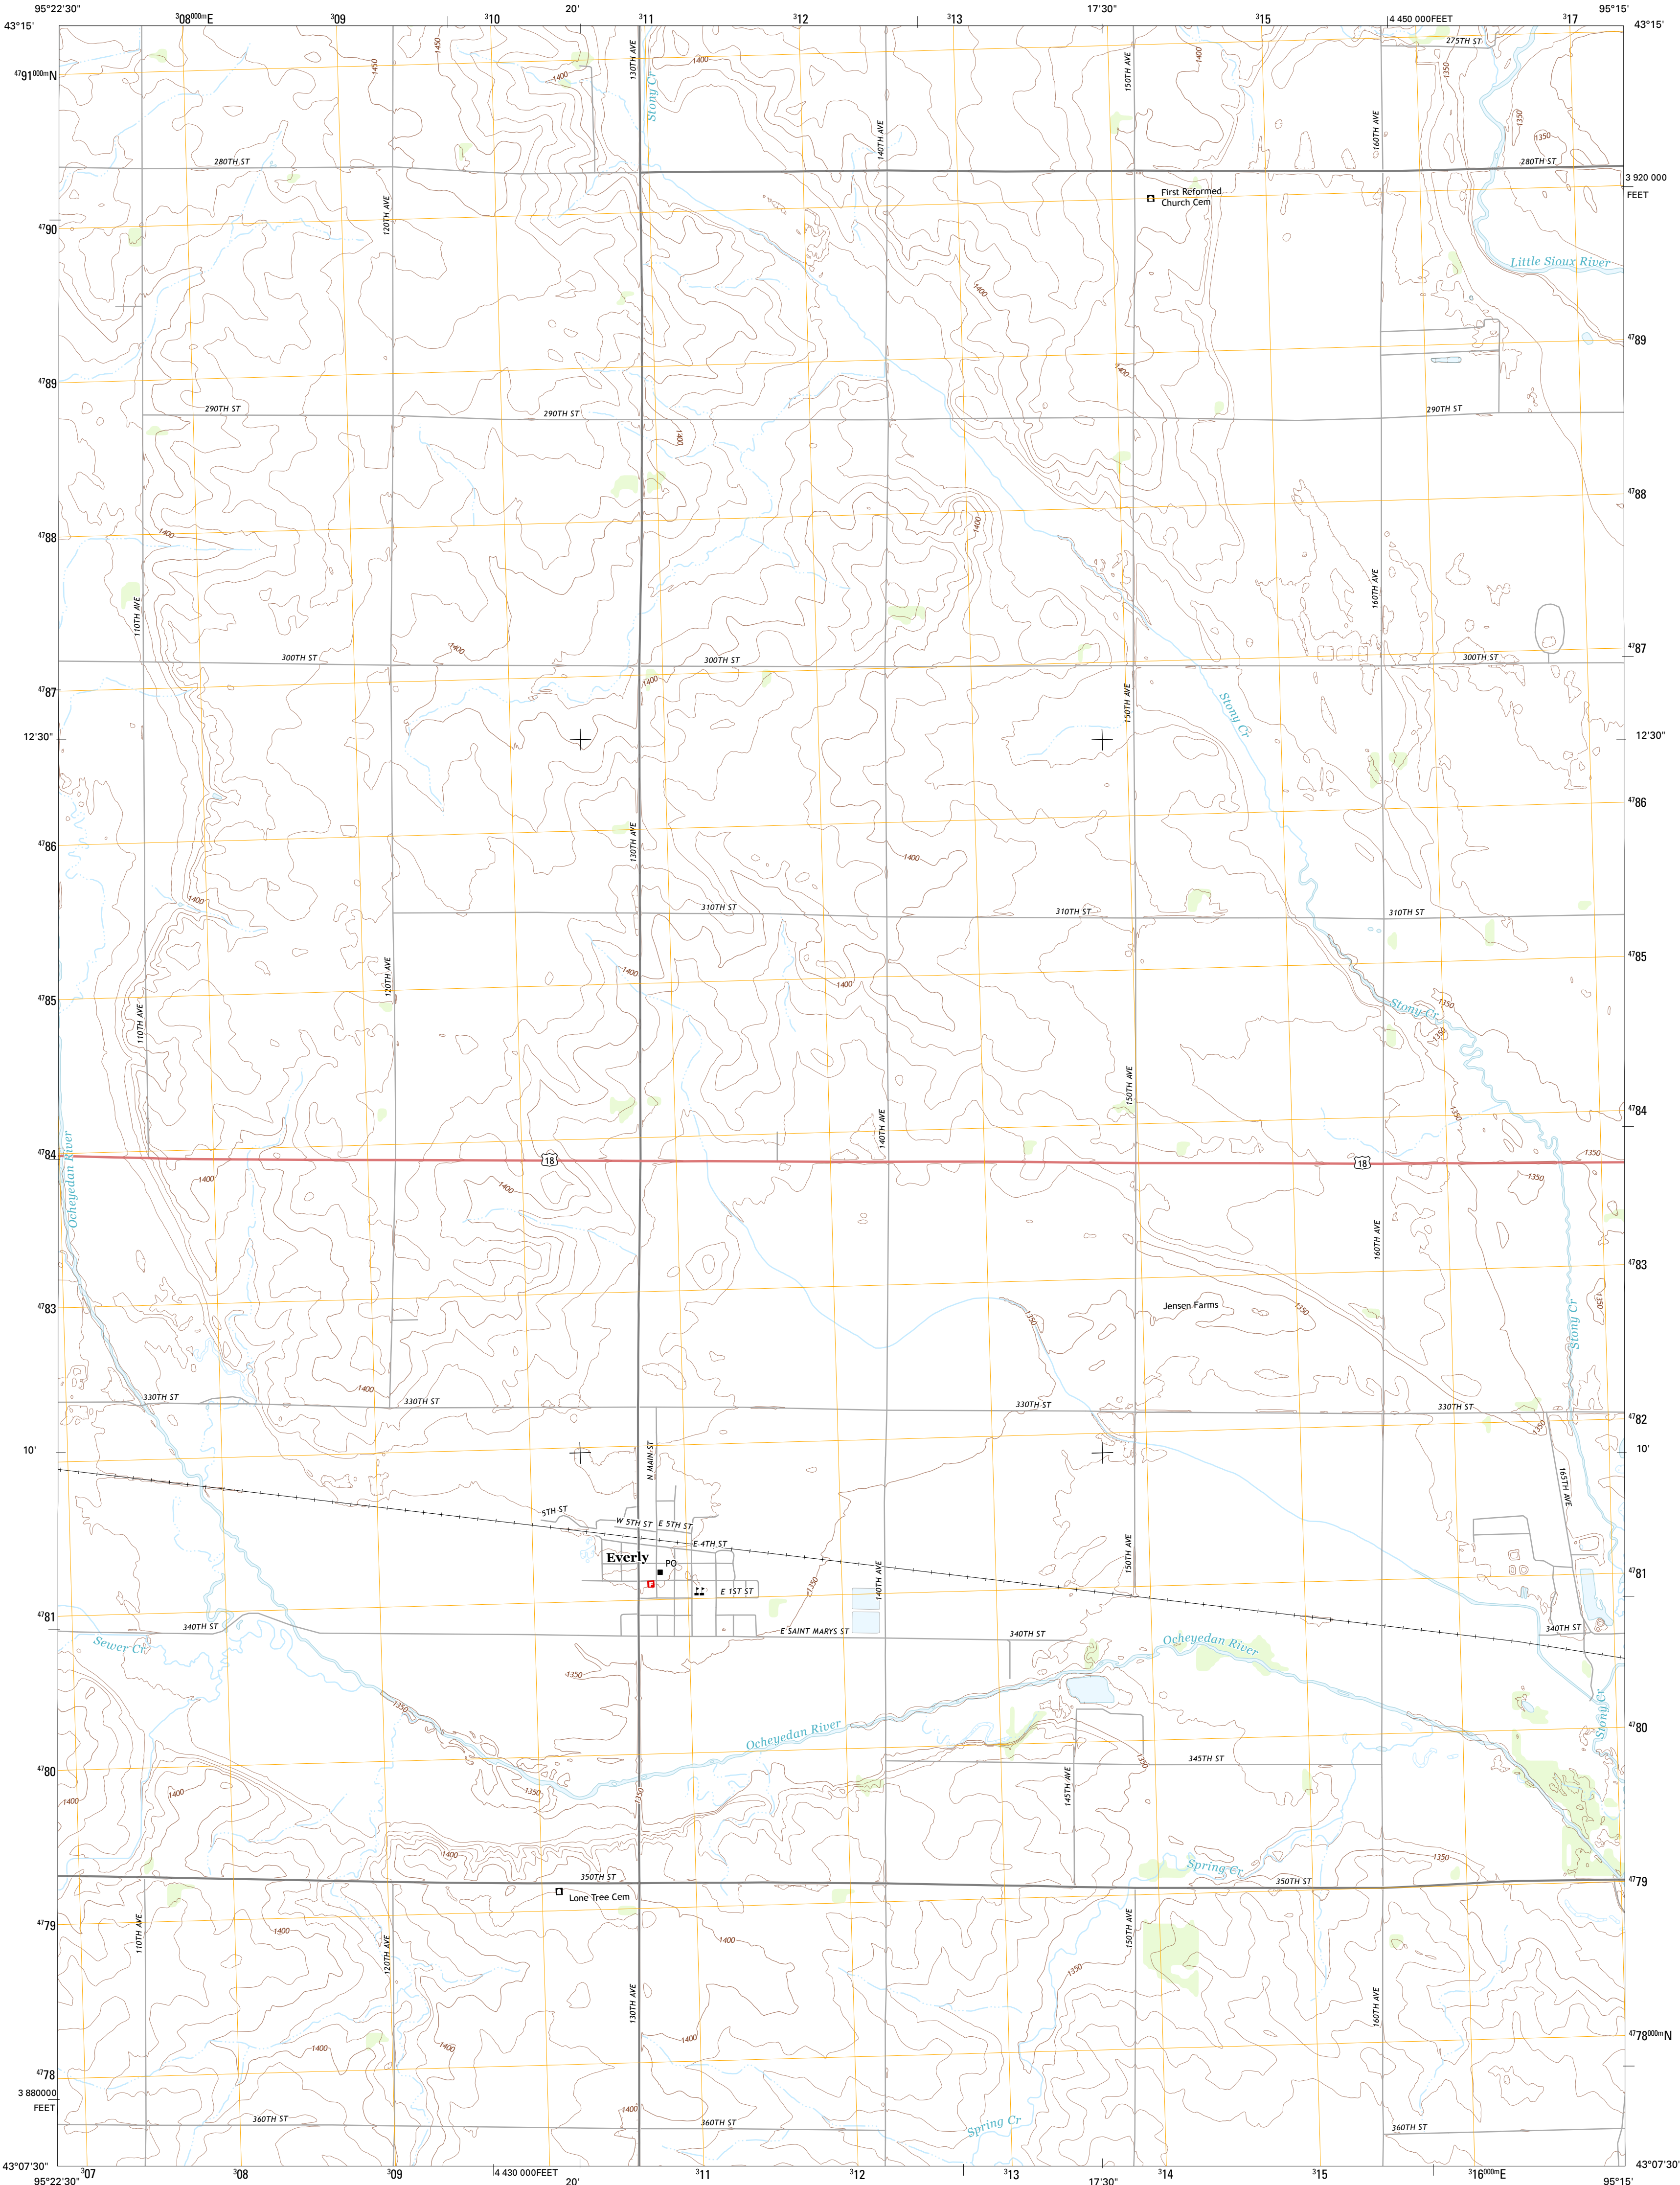 95°22'30"
308000mE
309
310
20'
311
312
313
17'30"
315
4 450 000FEET
317
95°15'
43°15'
43°15'
4791000mN
275TH ST
1450
1450
1400
1400
1400
1350
1350
1350
130TH AVE
Stony Cr
150TH AVE
140TH AVE
160TH AVE
280TH ST
280TH ST
3 920 000
FEET
First Reformed
Church Cem
120TH AVE
4790
Little Sioux River
1400
4789
4789
1400
290TH ST
290TH ST
290TH ST
1400
4788
4788
1400
1400
110TH AVE
160TH AVE
1400
4787
300TH ST
300TH ST
300TH ST
1400
4787
150TH AVE
Stony Cr
12'30"
12'30"
4786
130TH AVE
4786
1400
1400
310TH ST
310TH ST
310TH ST
4785
1400
1400
120TH AVE
4785
110TH AVE
1350
Stony Cr
1350
150TH AVE
1350
4784
140TH AVE
4784
Ocheyedan River
18
18
1350
1400
1400
1350
160TH AVE
4783
4783
Jensen Farms
1350
1350
1350
Stony Cr
1400
330TH ST
330TH ST
330TH ST
330TH ST
4782
1350
10'
10'
N MAIN ST
165TH AVE
5TH ST
W 5TH ST
E 5TH ST
E 4TH ST
Everly
PO
F
E 1ST ST
1350
140TH AVE
150TH AVE
4781
4781
340TH ST
E SAINT MARYS ST
340TH ST
340TH ST
Sewer Cr
Ocheyedan River
1350
1350
Stony Cr
Ocheyedan River
4780
345TH ST
1350
4780
1400
1400
1350
1350
145TH AVE
1400
1350
Spring Cr
350TH ST
350TH ST
4779
Lone Tree Cem
4779
110TH AVE
120TH AVE
150TH AVE
1400
1400
1350
130TH AVE
160TH AVE
4778000mN
1400
1400
1400
4778
3 880000
FEET
1400
360TH ST
360TH ST
360TH ST
Spring Cr
43°07'30"
43°07'30"
95°22'30"
307
308
309
4 430 000FEET
20'
311
312
313
17'30"
314
315
316000mE
95°15'